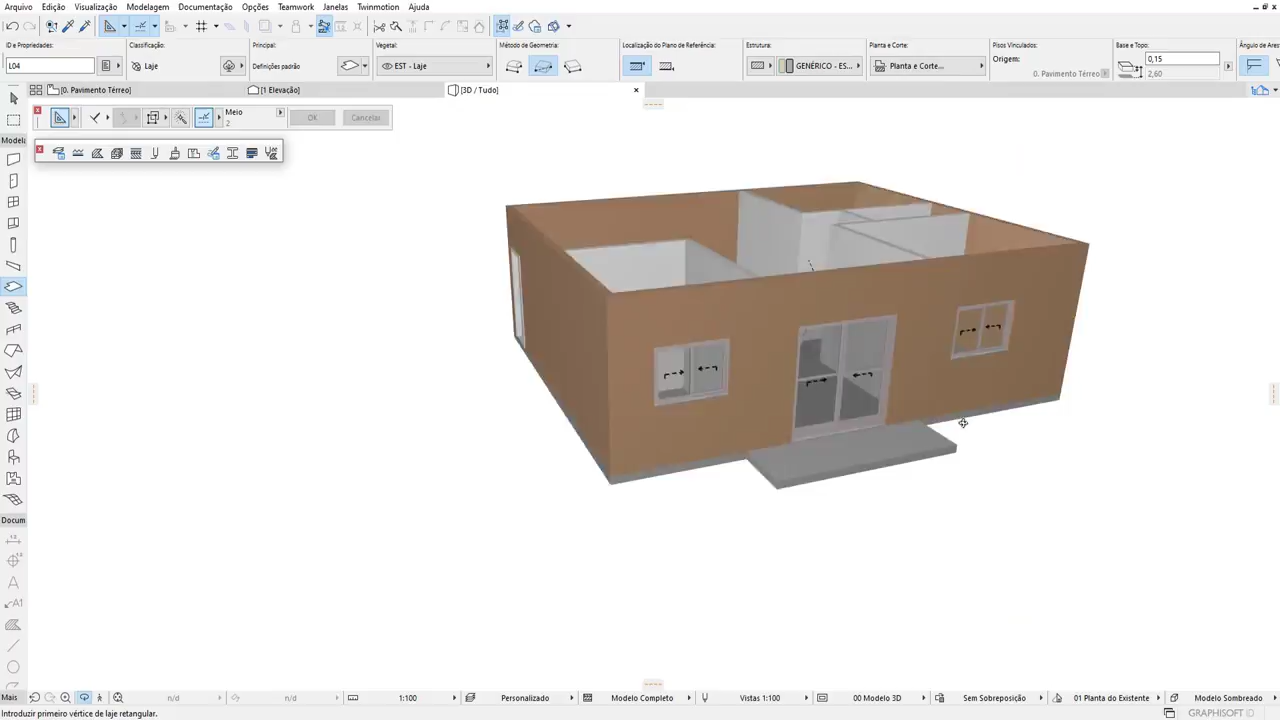 Arquivo Edição Visualização Modelagem Documentação Opções Teamwork Janelas Twinmotion Ajuda
ID e Propriedades: Classificação: Principal: Vegetal: Método de Geometria: Localização do Plano de Referência: Estrutura: Planta e Corte: Pisos Vinculados: Base e Topo: Ângulo de Ares
L04 Laje Definições padrão EST - Laje GENÉRICO - ES... Planta e Corte... Origem: 0,15
0. Pavimento Térreo 2,60
[0. Pavimento Térreo] [1 Elevação] [3D / Tudo]
Meio
2
OK Cancelar
Modela
Docum
A
A1
Mais n/d n/d 1:100 Personalizado Modelo Completo Vistas 1:100 00 Modelo 3D Sem Sobreposição 01 Planta do Existente Modelo Sombreado
Introduzir primeiro vértice de laje retangular. GRAPHISOFT ID